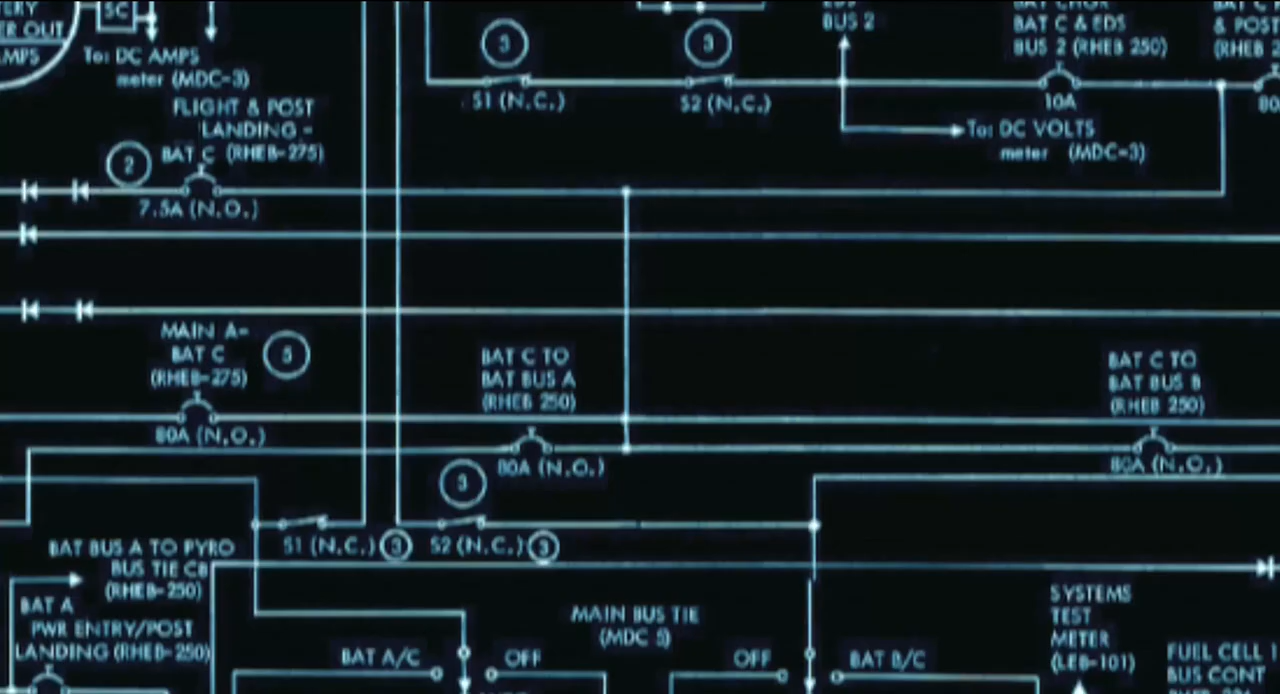 ER OUT
AMPS
SC
To: DC AMPS
meter (MDC-3)
FLIGHT & POST
LANDING -
BAT C (RHEB-275)
2
7.5A (N.O.)
3
S1 (N.C.)
3
S2 (N.C.)
BUS 2
To: DC VOLTS
meter (MDC-3)
BAT C & EDS
BUS 2 (RHEB 250)
10A
& POST
80
MAIN A-
BAT C
(RHEB-275)
5
80A (N.O.)
BAT C TO
BAT BUS A
(RHEB 250)
80A (N.O.)
BAT C TO
BAT BUS B
(RHEB 250)
80A (N.O.)
3
S1 (N.C.) 3
S2 (N.C.) 3
BAT BUS A TO PYRO
BUS TIE CB
(RHEB-250)
BAT A
PWR ENTRY/POST
LANDING (RHEB-250)
MAIN BUS TIE
(MDC 5)
BAT A/C
OFF
OFF
BAT B/C
SYSTEMS
TEST
METER
(LEB-101)
FUEL CELL 1
BUS CONT